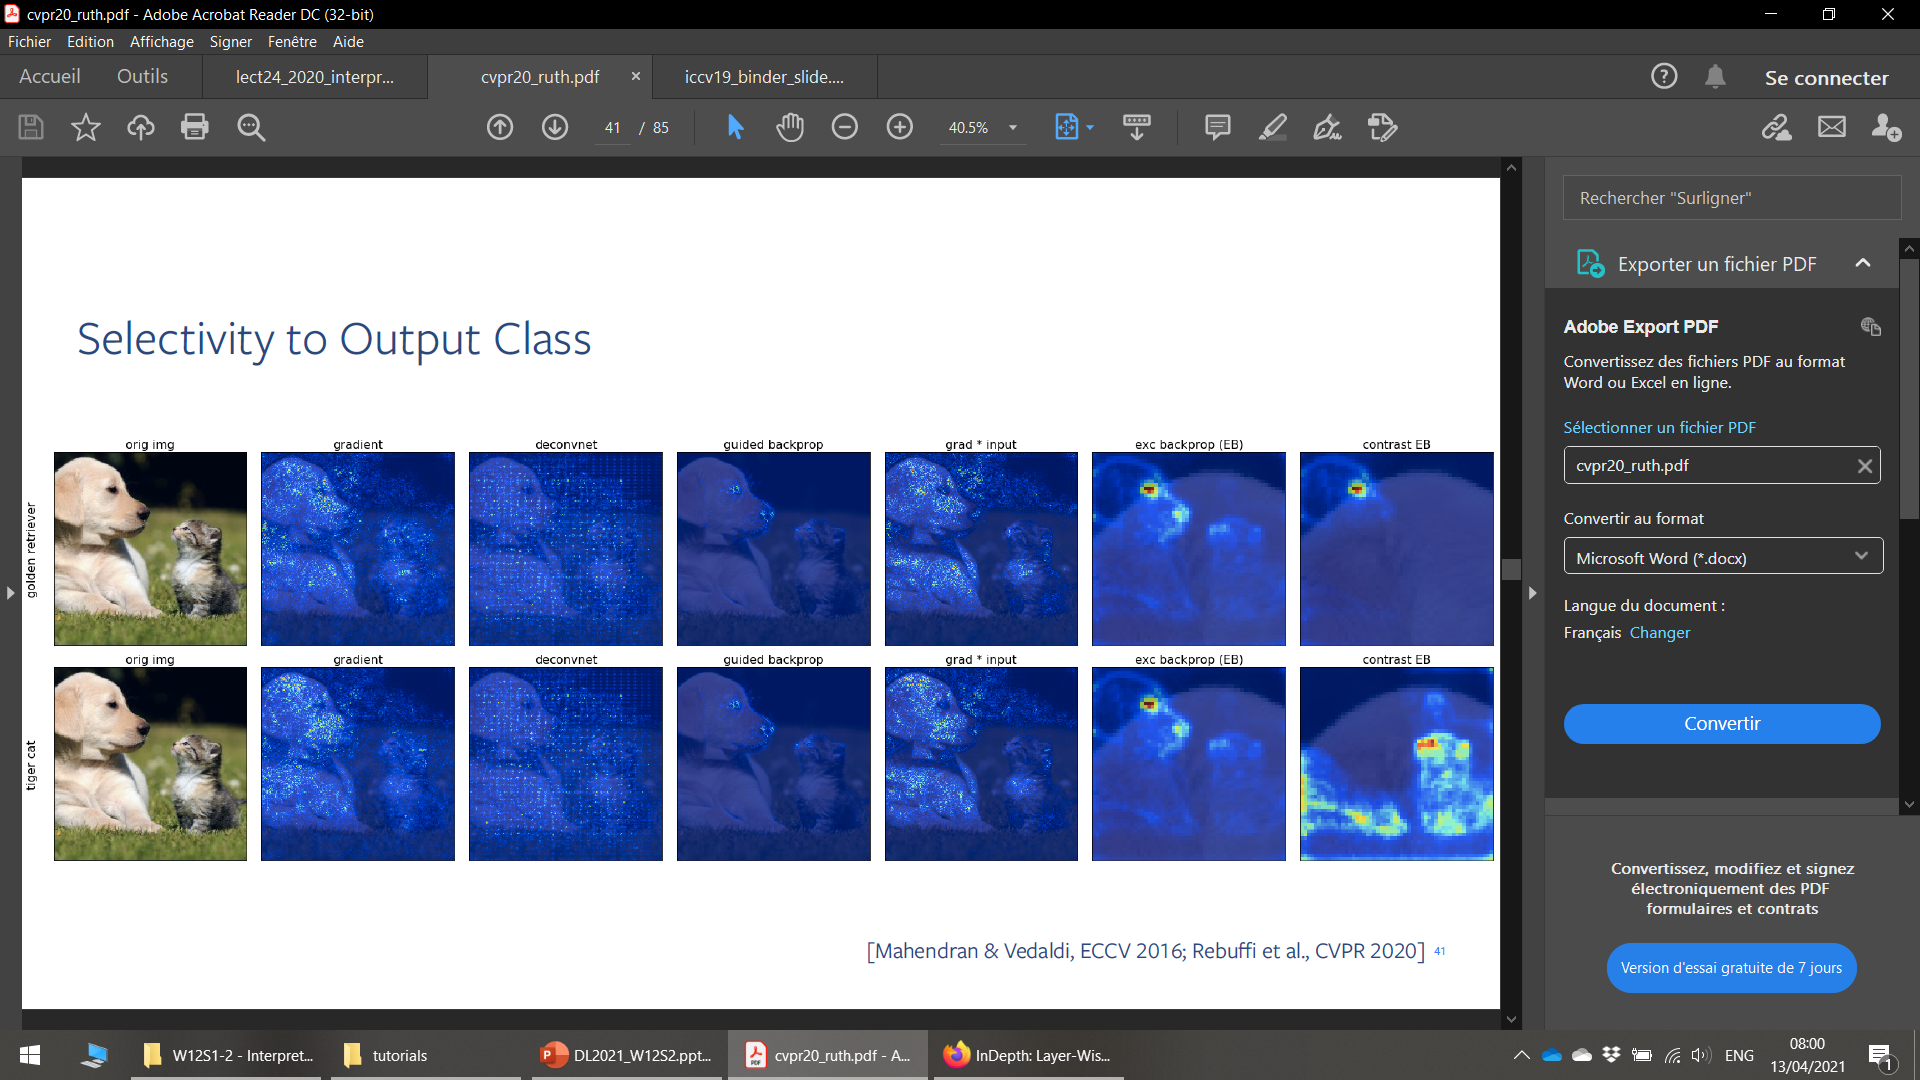 cvpr20_ruth.pdf - Adobe Acrobat Reader DC (32-bit)
Fichier Edition Affichage Signer Fenêtre Aide
Accueil Outils lect24_2020_interpr... cvpr20_ruth.pdf iccv19_binder_slide.... Se connecter
41 / 85 40.5%
Selectivity to Output Class
orig img gradient deconvnet guided backprop grad * input exc backprop (EB) contrast EB
golden retriever
orig img gradient deconvnet guided backprop grad * input exc backprop (EB) contrast EB
tiger cat
[Mahendran & Vedaldi, ECCV 2016; Rebuffi et al., CVPR 2020] 41
Rechercher "Surligner"
Exporter un fichier PDF
Adobe Export PDF
Convertissez des fichiers PDF au format
Word ou Excel en ligne.
Sélectionner un fichier PDF
cvpr20_ruth.pdf
Convertir au format
Microsoft Word (*.docx)
Langue du document :
Français Changer
Convertir
Convertissez, modifiez et signez
électroniquement des PDF
formulaires et contrats
Version d'essai gratuite de 7 jours
W12S1-2 - Interpret... tutorials DL2021_W12S2.ppt... cvpr20_ruth.pdf - A... InDepth: Layer-Wis... ENG
08:00
13/04/2021
1